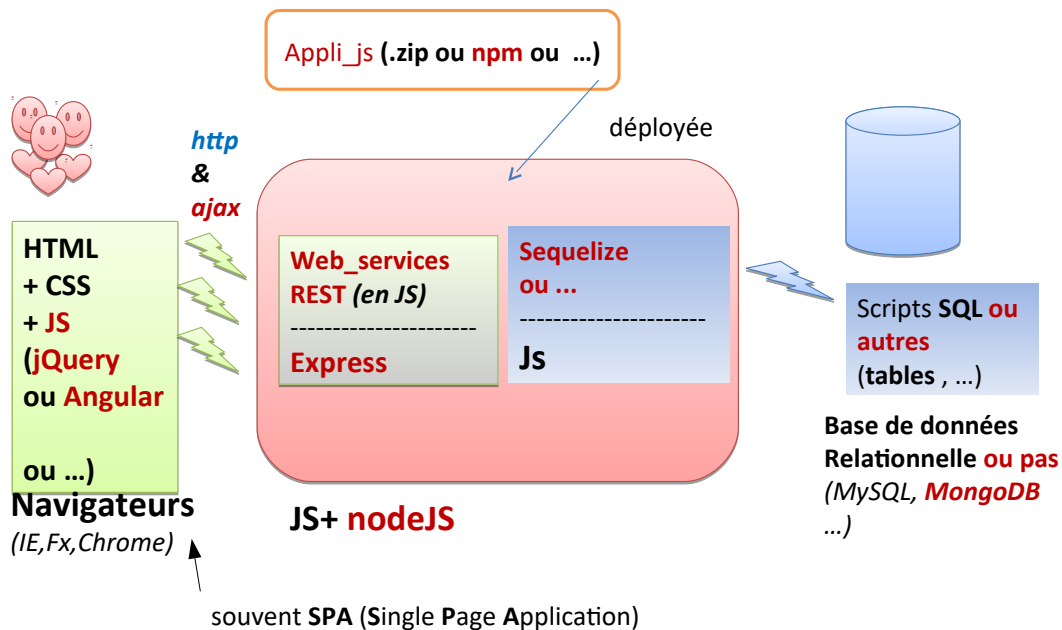 Appli_js (.zip ou npm ou …)
déployée
http
&
ajax
HTML
+ CSS
+ JS
(jQuery
ou Angular
ou …)
Navigateurs
(IE,Fx,Chrome)
Web_services
REST (en JS)
----------------------
Express
Sequelize
ou ...
----------------------
Js
JS+ nodeJS
Scripts SQL ou
autres
(tables , …)
Base de données
Relationnelle ou pas
(MySQL, MongoDB
…)
souvent SPA (Single Page Application)